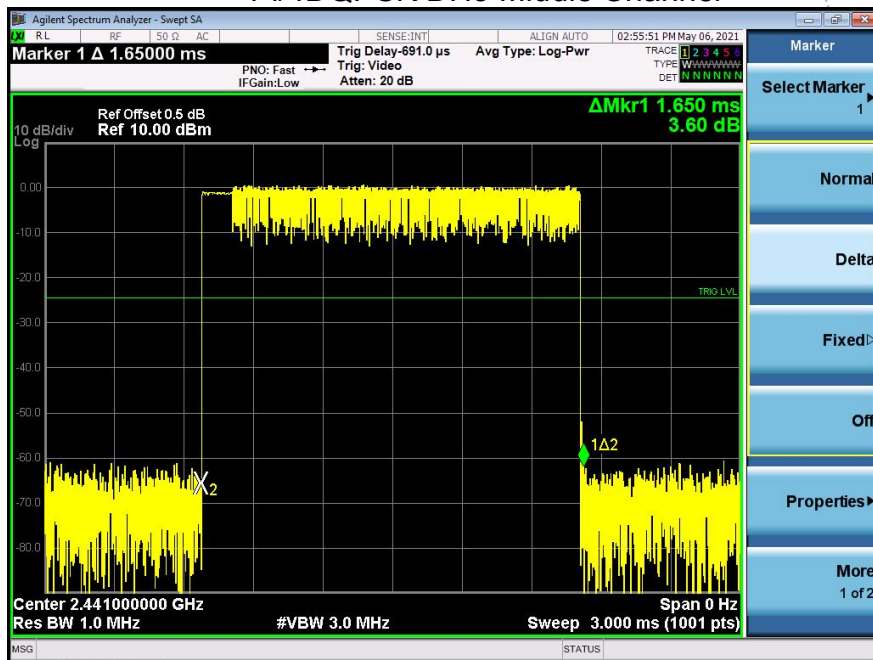 Agilent Spectrum Analyzer - Swept SA
LXI RL RF 50 Ω AC SENSE:INT ALIGN AUTO 02:55:51 PM May 06, 2021
Marker 1 Δ 1.65000 ms
Trig Delay-691.0 µs Avg Type: Log-Pwr TRACE 1 2 3 4 5 6
PNO: Fast Trig: Video TYPE WWWWWW
IFGain:Low Atten: 20 dB DET N N N N N N
ΔMkr1 1.650 ms
3.60 dB
Ref Offset 0.5 dB
10 dB/div Ref 10.00 dBm
Log
0.00
-10.0
-20.0
TRIG LVL
-30.0
-40.0
-50.0
1Δ2
-60.0
X2
-70.0
-80.0
Center 2.441000000 GHz Span 0 Hz
Res BW 1.0 MHz #VBW 3.0 MHz Sweep 3.000 ms (1001 pts)
MSG STATUS
Marker
Select Marker
1
Normal
Delta
Fixed
Off
Properties
More
1 of 2